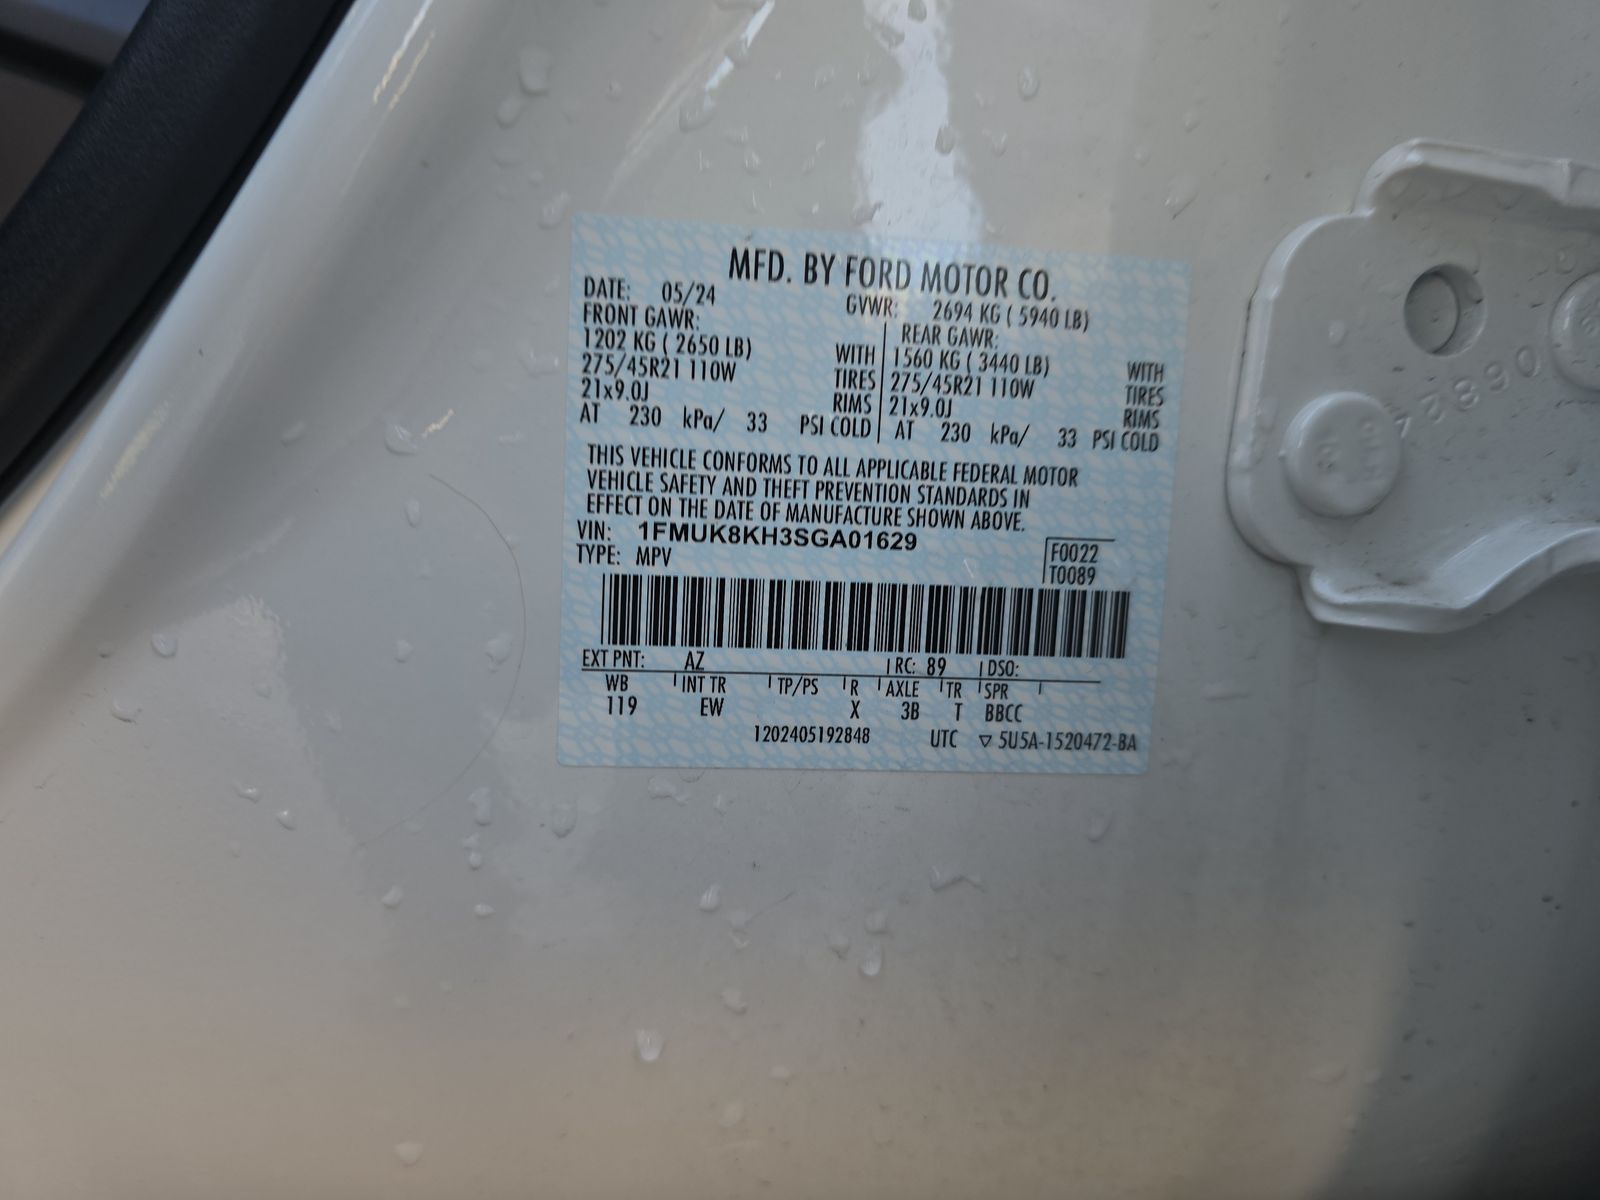 MFD. BY FORD MOTOR CO.
DATE: 05/24 GVWR: 2694 KG ( 5940 LB)
FRONT GAWR: REAR GAWR:
1202 KG ( 2650 LB) WITH 1560 KG ( 3440 LB) WITH
275/45R21 110W TIRES 275/45R21 110W TIRES
21x9.0J RIMS 21x9.0J RIMS
AT 230 kPa/ 33 PSI COLD AT 230 kPa/ 33 PSI COLD
THIS VEHICLE CONFORMS TO ALL APPLICABLE FEDERAL MOTOR
VEHICLE SAFETY AND THEFT PREVENTION STANDARDS IN
EFFECT ON THE DATE OF MANUFACTURE SHOWN ABOVE.
VIN: 1FMUK8KH3SGA01629
TYPE: MPV
F0022
T0089
EXT PNT: AZ RC: 89 DSO:
WB INT TR TP/PS R AXLE TR SPR
119 EW X 3B T BBCC
1202405192848 UTC ▽ 5U5A-1520472-BA